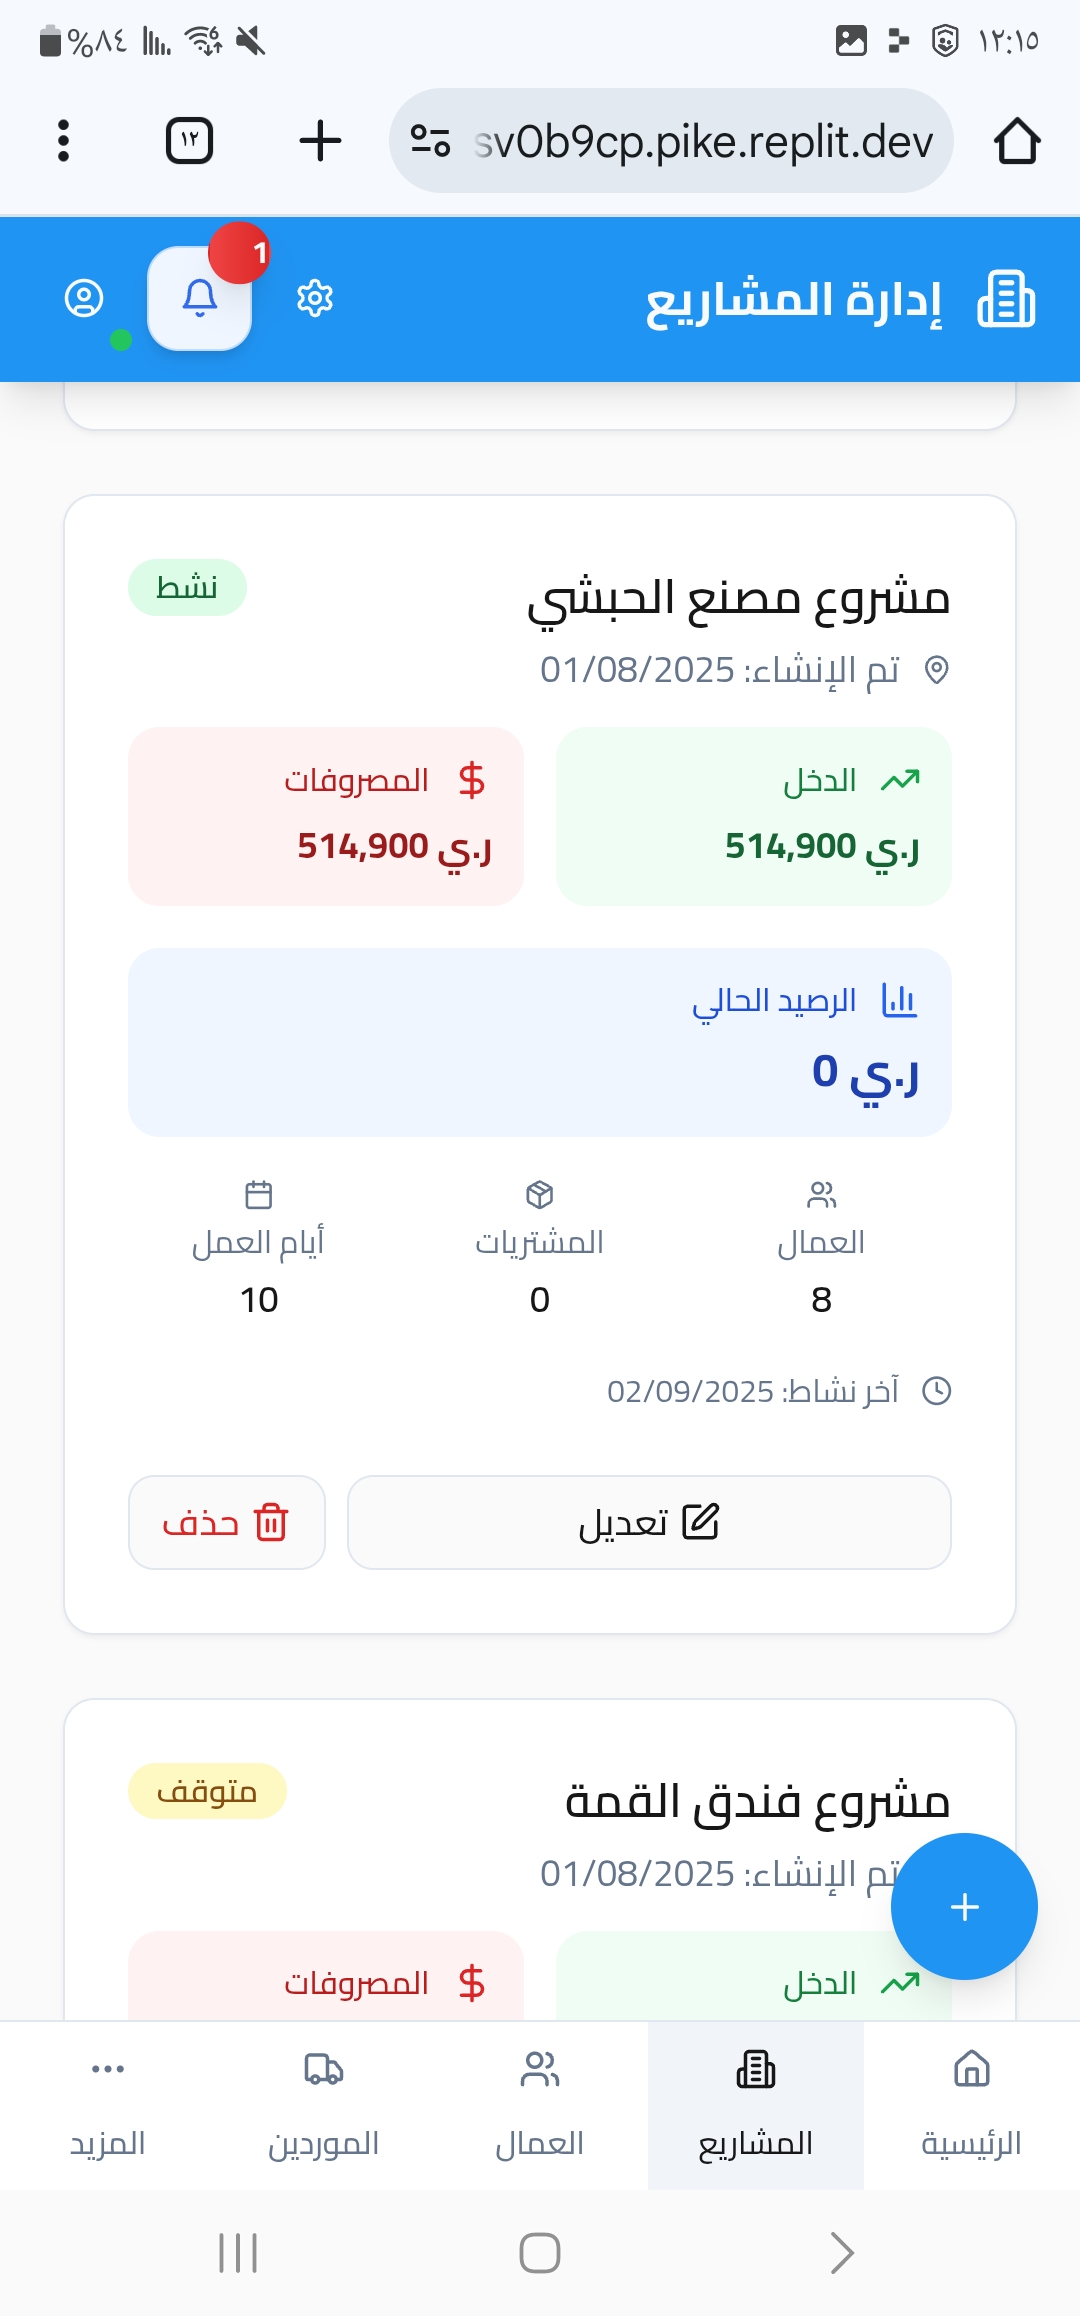 ١٢:١٥
%٨٤
sv0b9cp.pike.replit.dev
١٢
إدارة المشاريع
1
مشروع مصنع الحبشي
نشط
تم الإنشاء: 01/08/2025
الدخل
ر.ي 514,900
المصروفات
ر.ي 514,900
الرصيد الحالي
ر.ي 0
العمال
8
المشتريات
0
أيام العمل
10
آخر نشاط: 02/09/2025
تعديل
حذف
مشروع فندق القمة
متوقف
تم الإنشاء: 01/08/2025
الدخل
المصروفات
الرئيسية
المشاريع
العمال
الموردين
المزيد